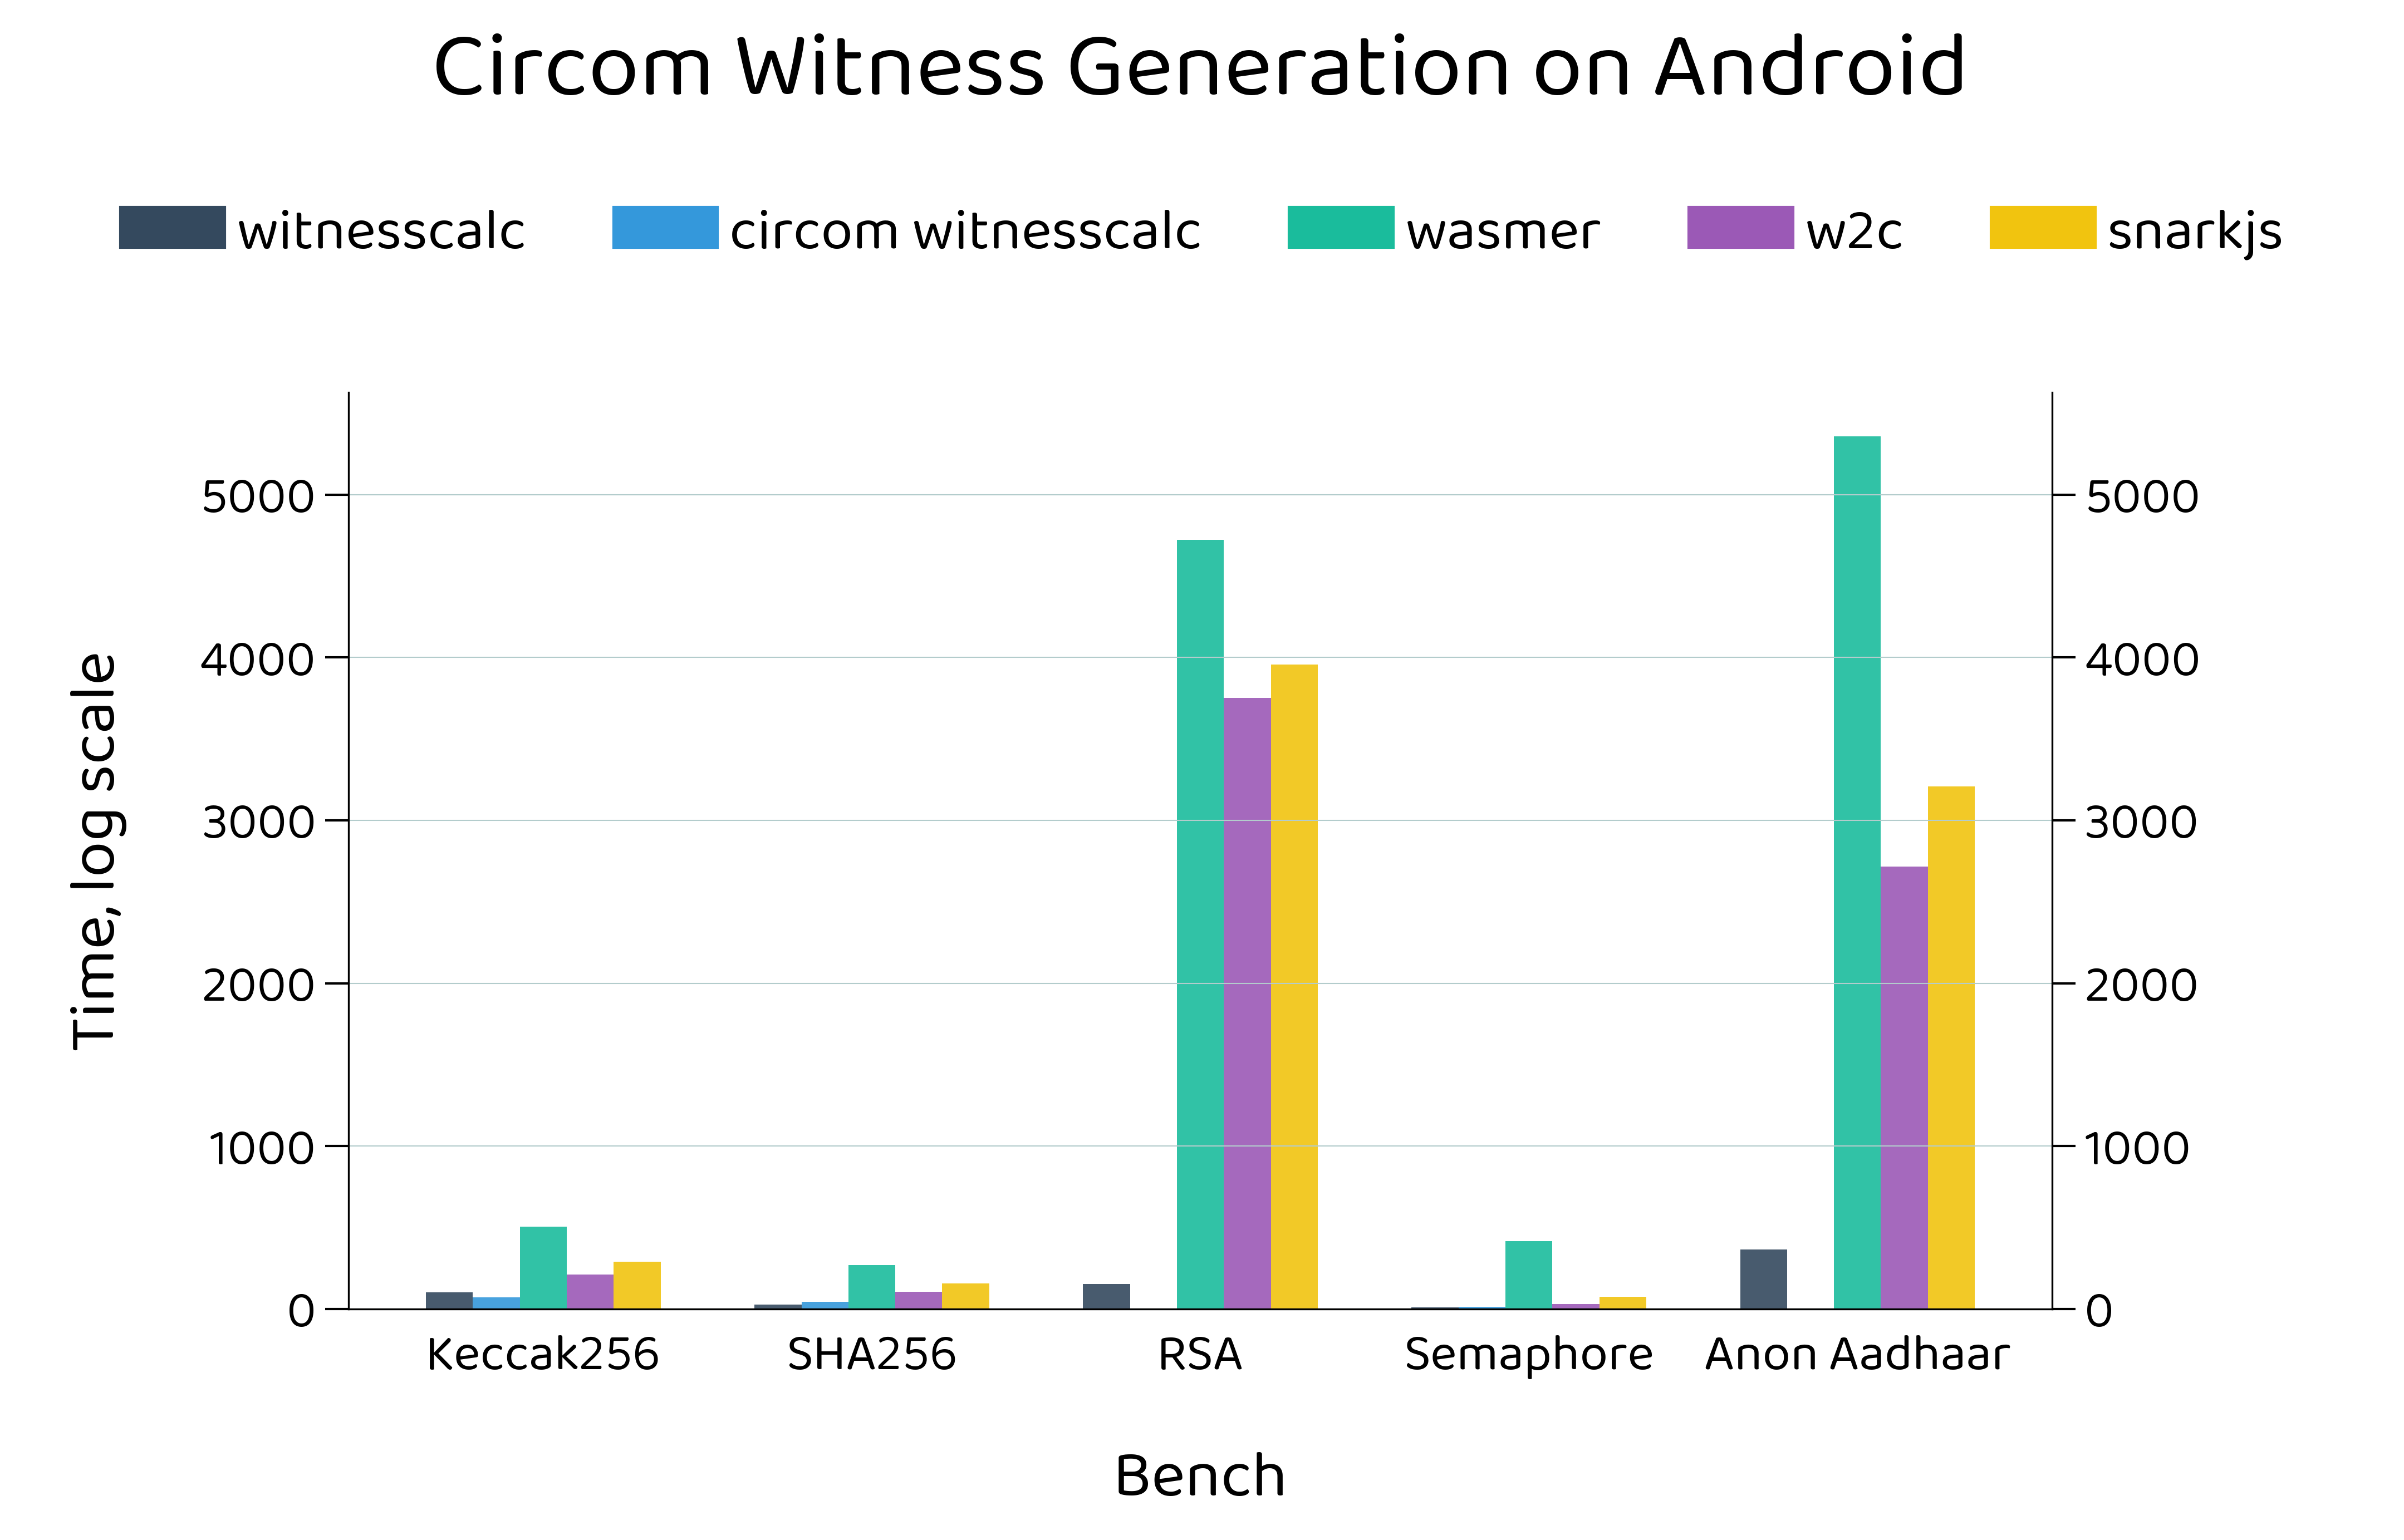 Circom Witness Generation on Android
witnesscalc circom witnesscalc wasmer w2c snarkjs
Time, log scale
5000 5000
4000 4000
3000 3000
2000 2000
1000 1000
0 0
Keccak256 SHA256 RSA Semaphore Anon Aadhaar
Bench